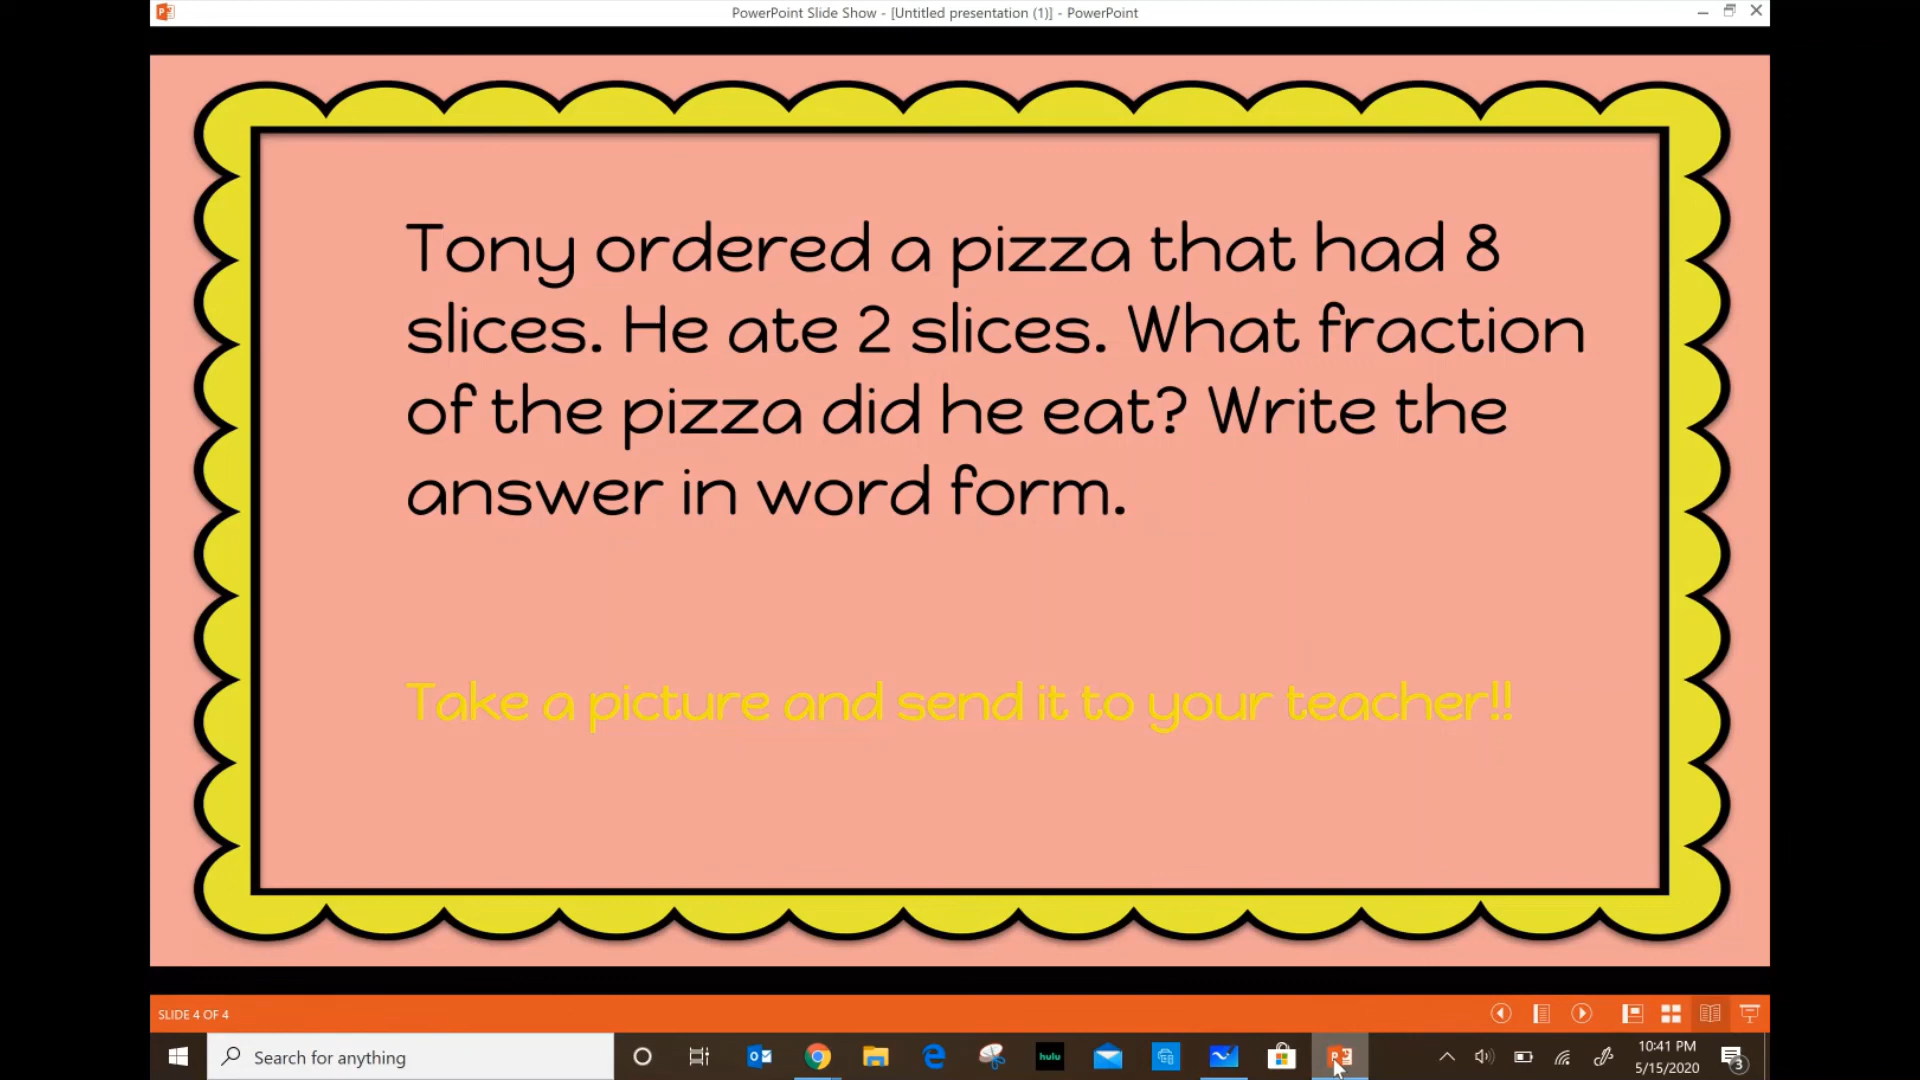 PowerPoint Slide Show - [Untitled presentation (1)] - PowerPoint
Tony ordered a pizza that had 8
slices. He ate 2 slices. What fraction
of the pizza did he eat? Write the
answer in word form.
Take a picture and send it to your teacher!!
SLIDE 4 OF 4
Search for anything
hulu
10:41 PM
5/15/2020
3